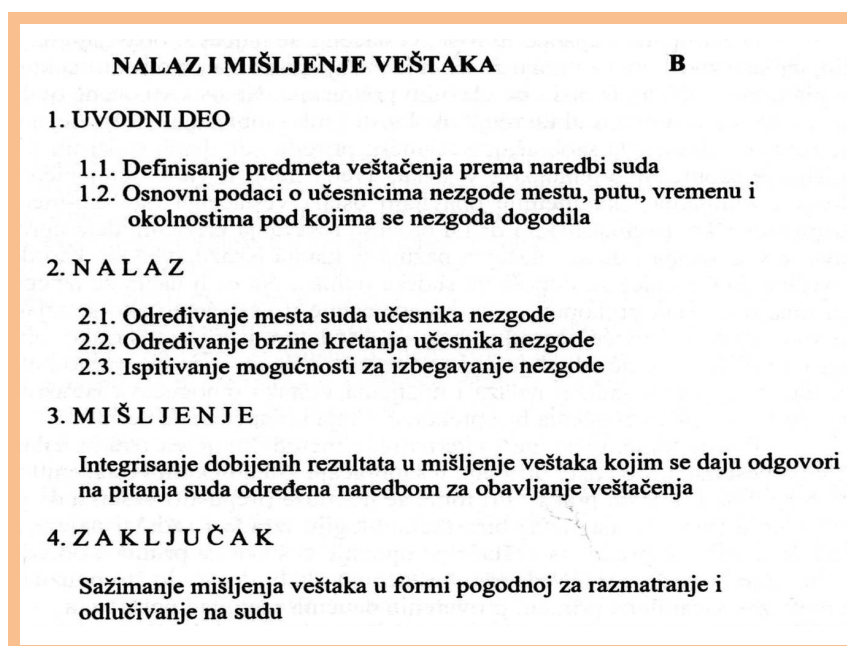 NALAZ I MIŠLJENJE VEŠTAKA B
1. UVODNI DEO
1.1. Definisanje predmeta veštačenja prema naredbi suda
1.2. Osnovni podaci o učesnicima nezgode mestu, putu, vremenu i
okolnostima pod kojima se nezgoda dogodila
2. N A L A Z
2.1. Određivanje mesta suda učesnika nezgode
2.2. Određivanje brzine kretanja učesnika nezgode
2.3. Ispitivanje mogućnosti za izbegavanje nezgode
3. M I Š L J E N J E
Integrisanje dobijenih rezultata u mišljenje veštaka kojim se daju odgovori
na pitanja suda određena naredbom za obavljanje veštačenja
4. Z A K L J U Č A K
Sažimanje mišljenja veštaka u formi pogodnoj za razmatranje i
odlučivanje na sudu